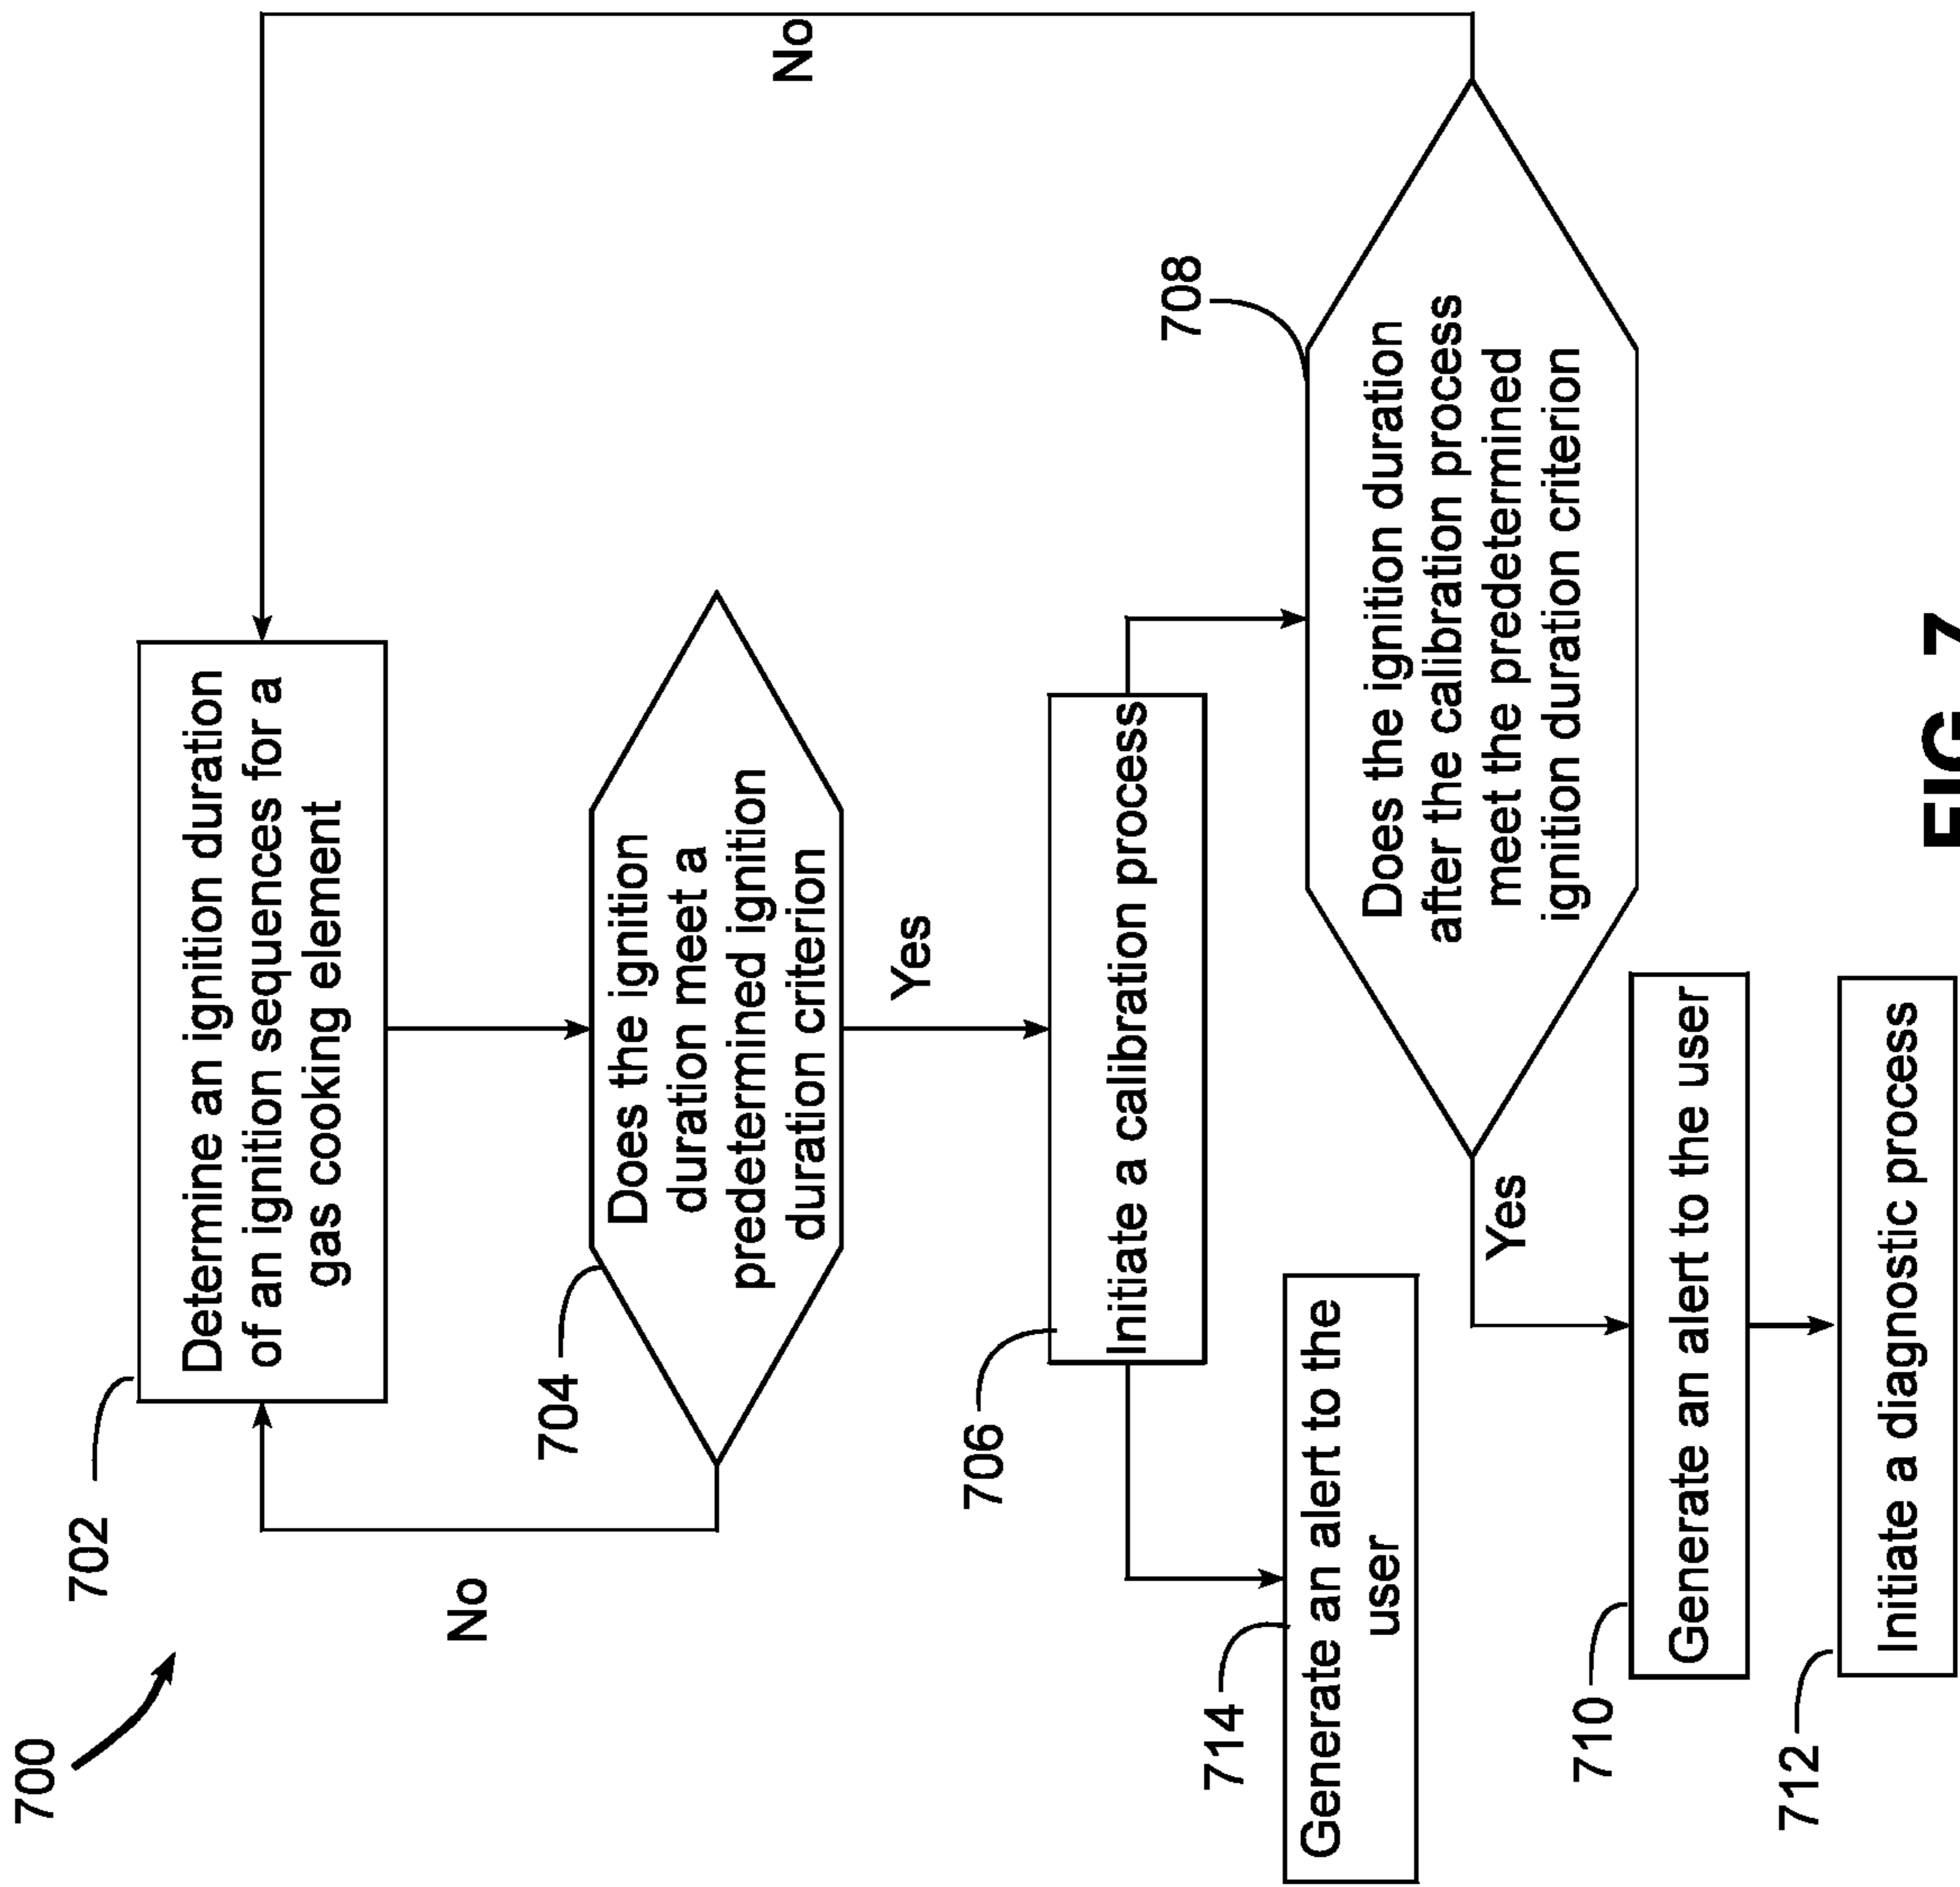 700
702
Determine an ignition duration
of an ignition sequences for a
gas cooking element
No
No
704
Does the ignition
duration meet a
predetermined ignition
duration criterion
Yes
706
Initiate a calibration process
714
Generate an alert to the
user
708
Does the ignition duration
after the calibration process
meet the predetermined
ignition duration criterion
Yes
710
Generate an alert to the user
712
Initiate a diagnostic process
FIG. 7